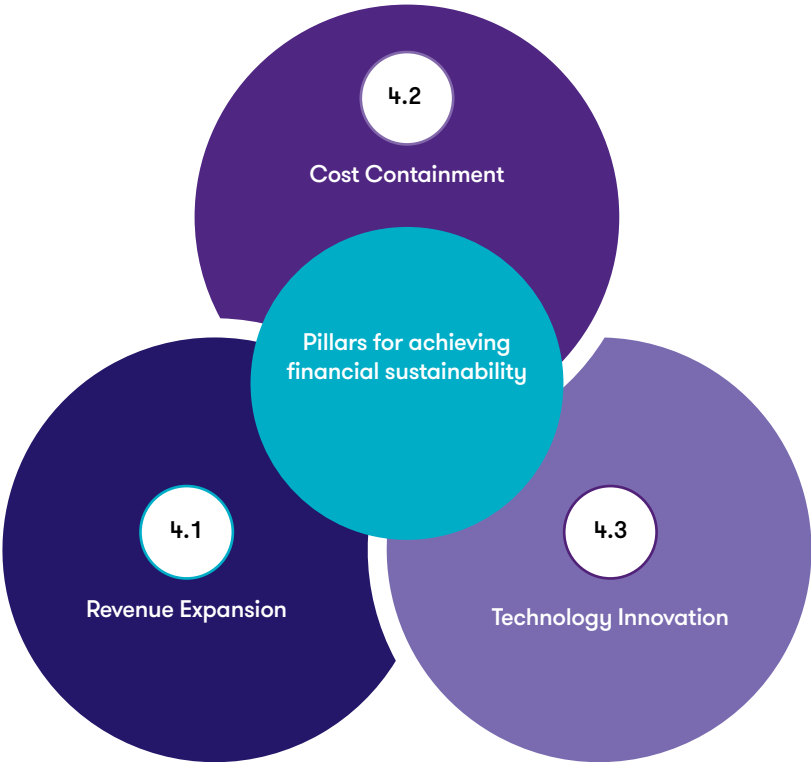 4.2
Cost Containment
Pillars for achieving
financial sustainability
4.1
Revenue Expansion
4.3
Technology Innovation